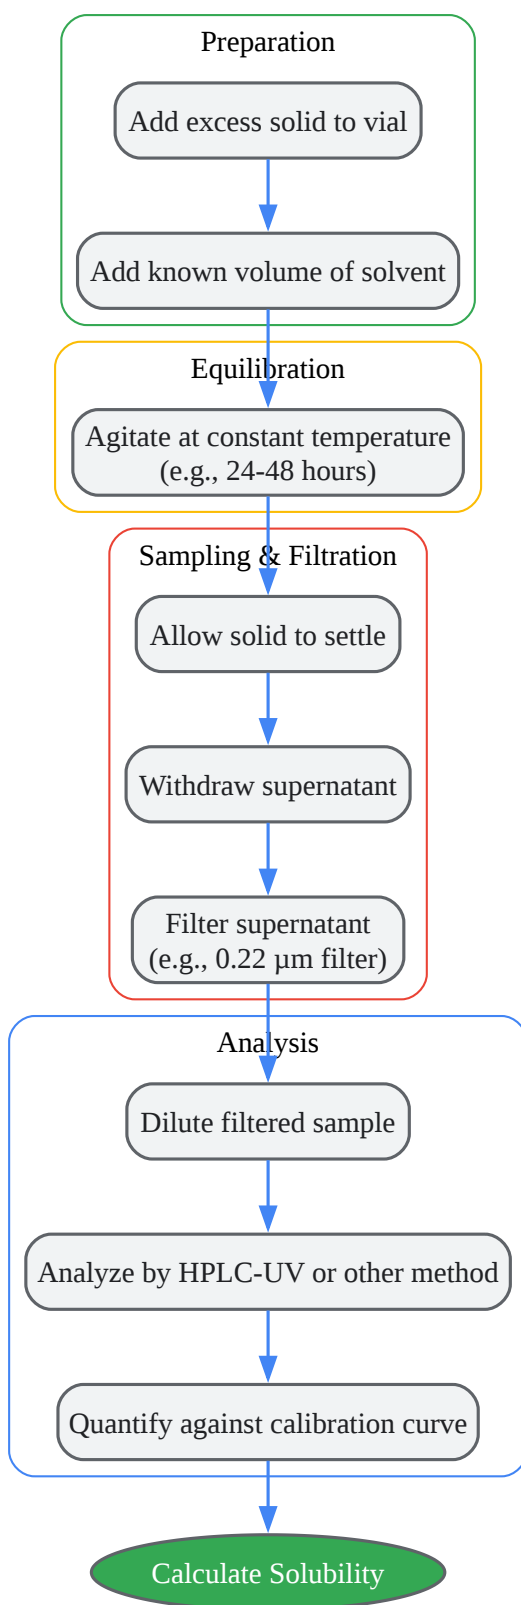 Preparation
Add excess solid to vial
Add known volume of solvent
Equilibration
Agitate at constant temperature
(e.g., 24-48 hours)
Sampling & Filtration
Allow solid to settle
Withdraw supernatant
Filter supernatant
(e.g., 0.22 µm filter)
Analysis
Dilute filtered sample
Analyze by HPLC-UV or other method
Quantify against calibration curve
Calculate Solubility